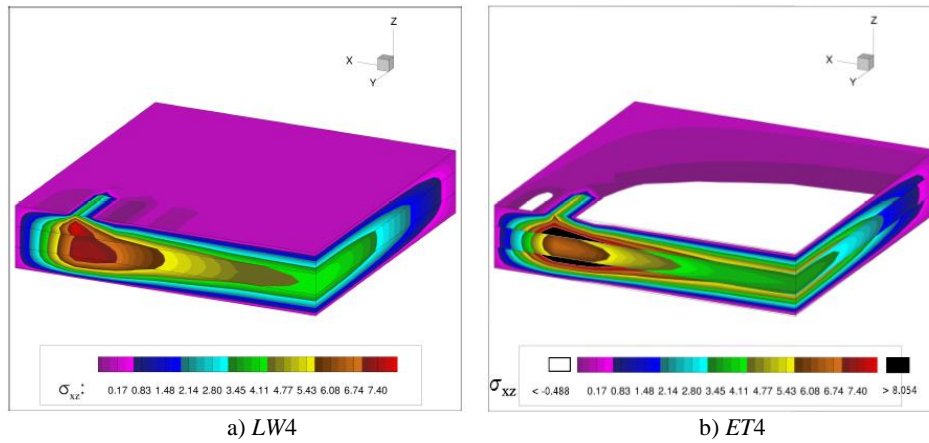 Z
X
Y
Z
X
Y
σxz:
0.17 0.83 1.48 2.14 2.80 3.45 4.11 4.77 5.43 6.08 6.74 7.40
σxz
< -0.488
0.17 0.83 1.48 2.14 2.80 3.45 4.11 4.77 5.43 6.08 6.74 7.40
> 8.054
a) LW4
b) ET4